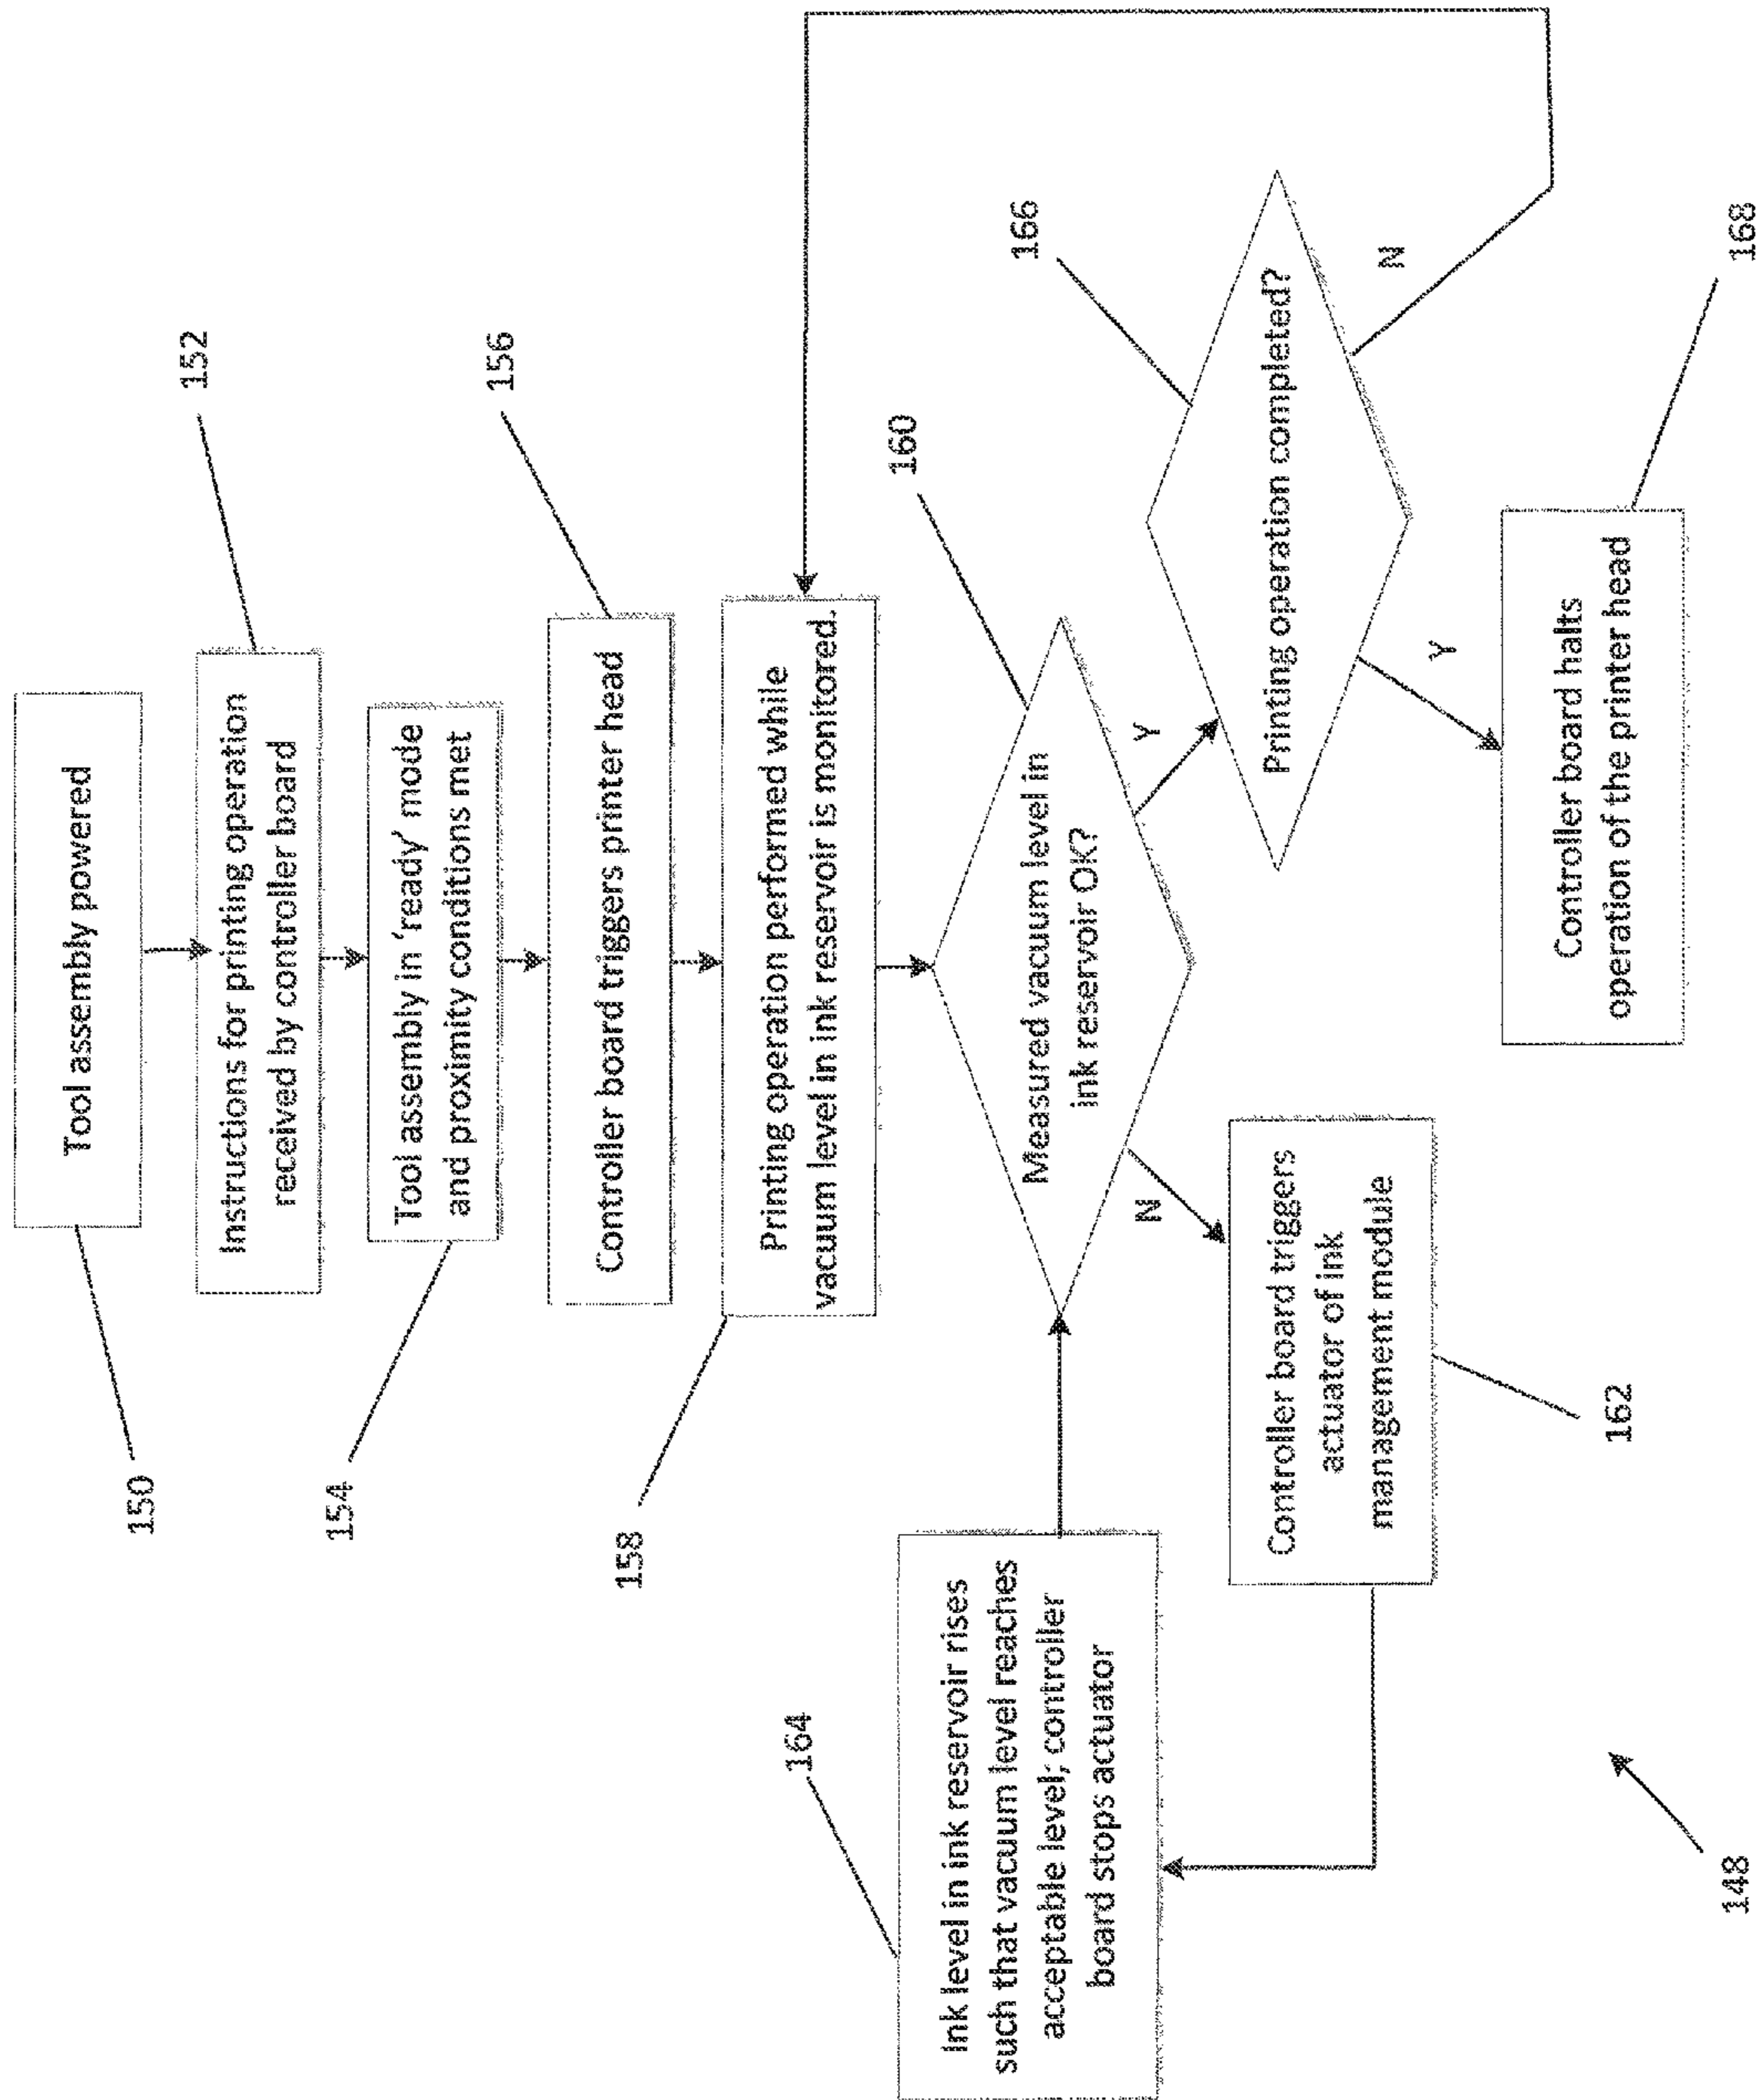 Tool assembly powered
150
152
Instructions for printing operation
received by controller board
154
Tool assembly in 'ready' mode
and proximity conditions met
156
Controller board triggers printer head
158
Printing operation performed while
vacuum level in ink reservoir is monitored.
160
Measured vacuum level in
ink reservoir OK?
N
Y
164
Ink level in ink reservoir rises
such that vacuum level reaches
acceptable level; controller
board stops actuator
166
Printing operation completed?
N
Y
Controller board triggers
actuator of ink
management module
162
Controller board halts
operation of the printer head
168
148